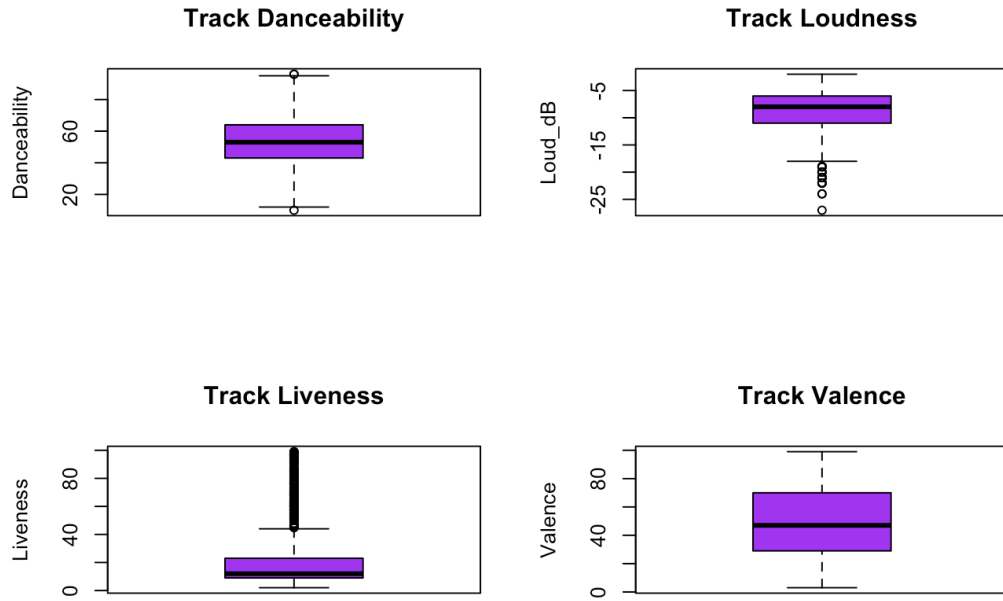 Track Danceability
Danceability
60
20
Track Loudness
Loud_dB
-5
-15
-25
Track Liveness
Liveness
80
40
0
Track Valence
Valence
80
40
0